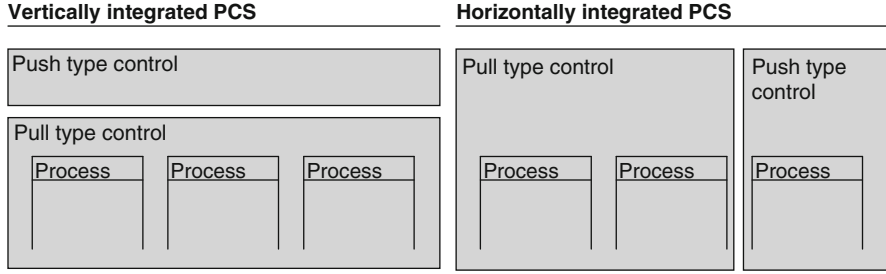 Vertically integrated PCS
Push type control
Pull type control
Process
Process
Process
Horizontally integrated PCS
Pull type control
Process
Process
Push type
control
Process